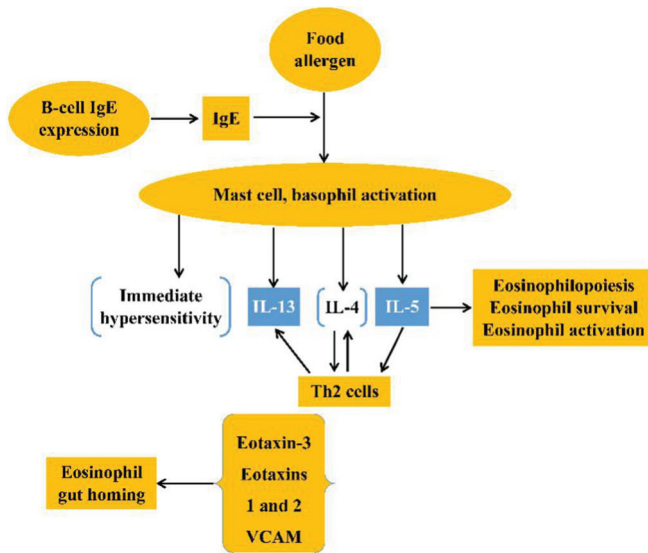 Food
allergen
B-cell IgE
expression
IgE
Mast cell, basophil activation
Immediate
hypersensitivity
IL-13
IL-4
IL-5
Eosinophilopoiesis
Eosinophil survival
Eosinophil activation
Th2 cells
Eotaxin-3
Eotaxins
1 and 2
VCAM
Eosinophil
gut homing